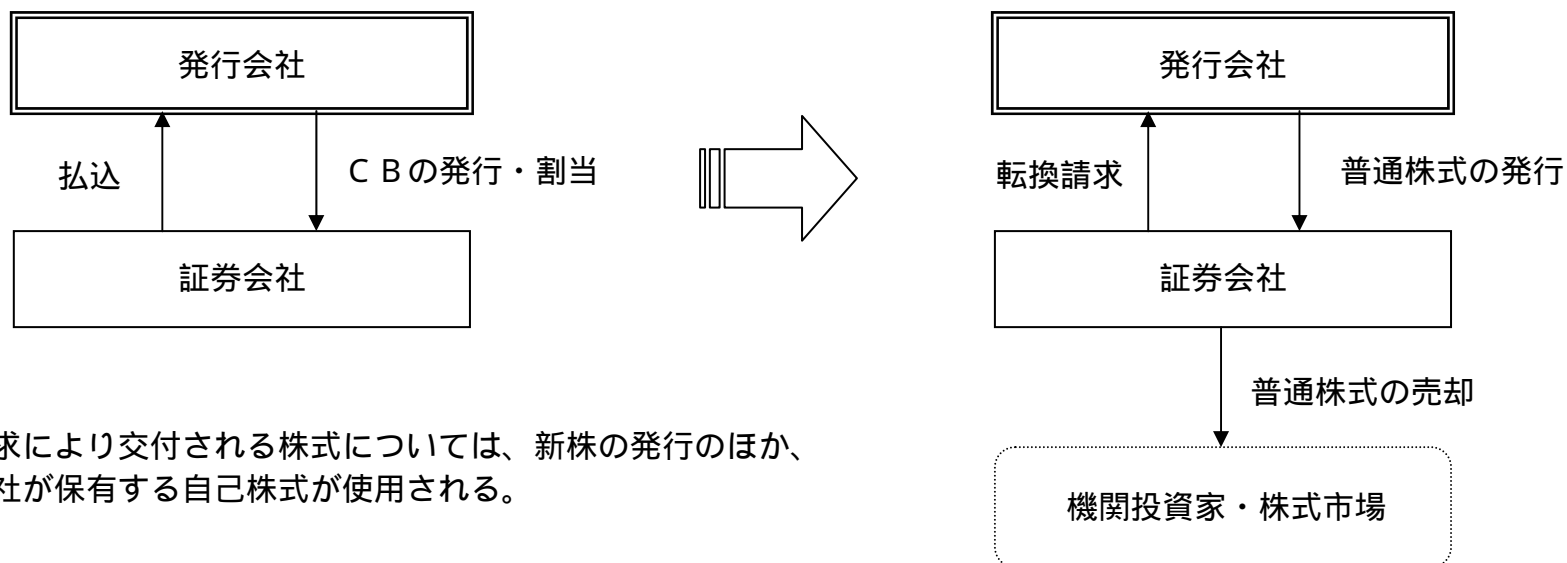 発行会社
払込
ＣＢの発行・割当
証券会社
発行会社
転換請求
普通株式の発行
証券会社
普通株式の売却
機関投資家・株式市場
求により交付される株式については、新株の発行のほか、
社が保有する自己株式が使用される。